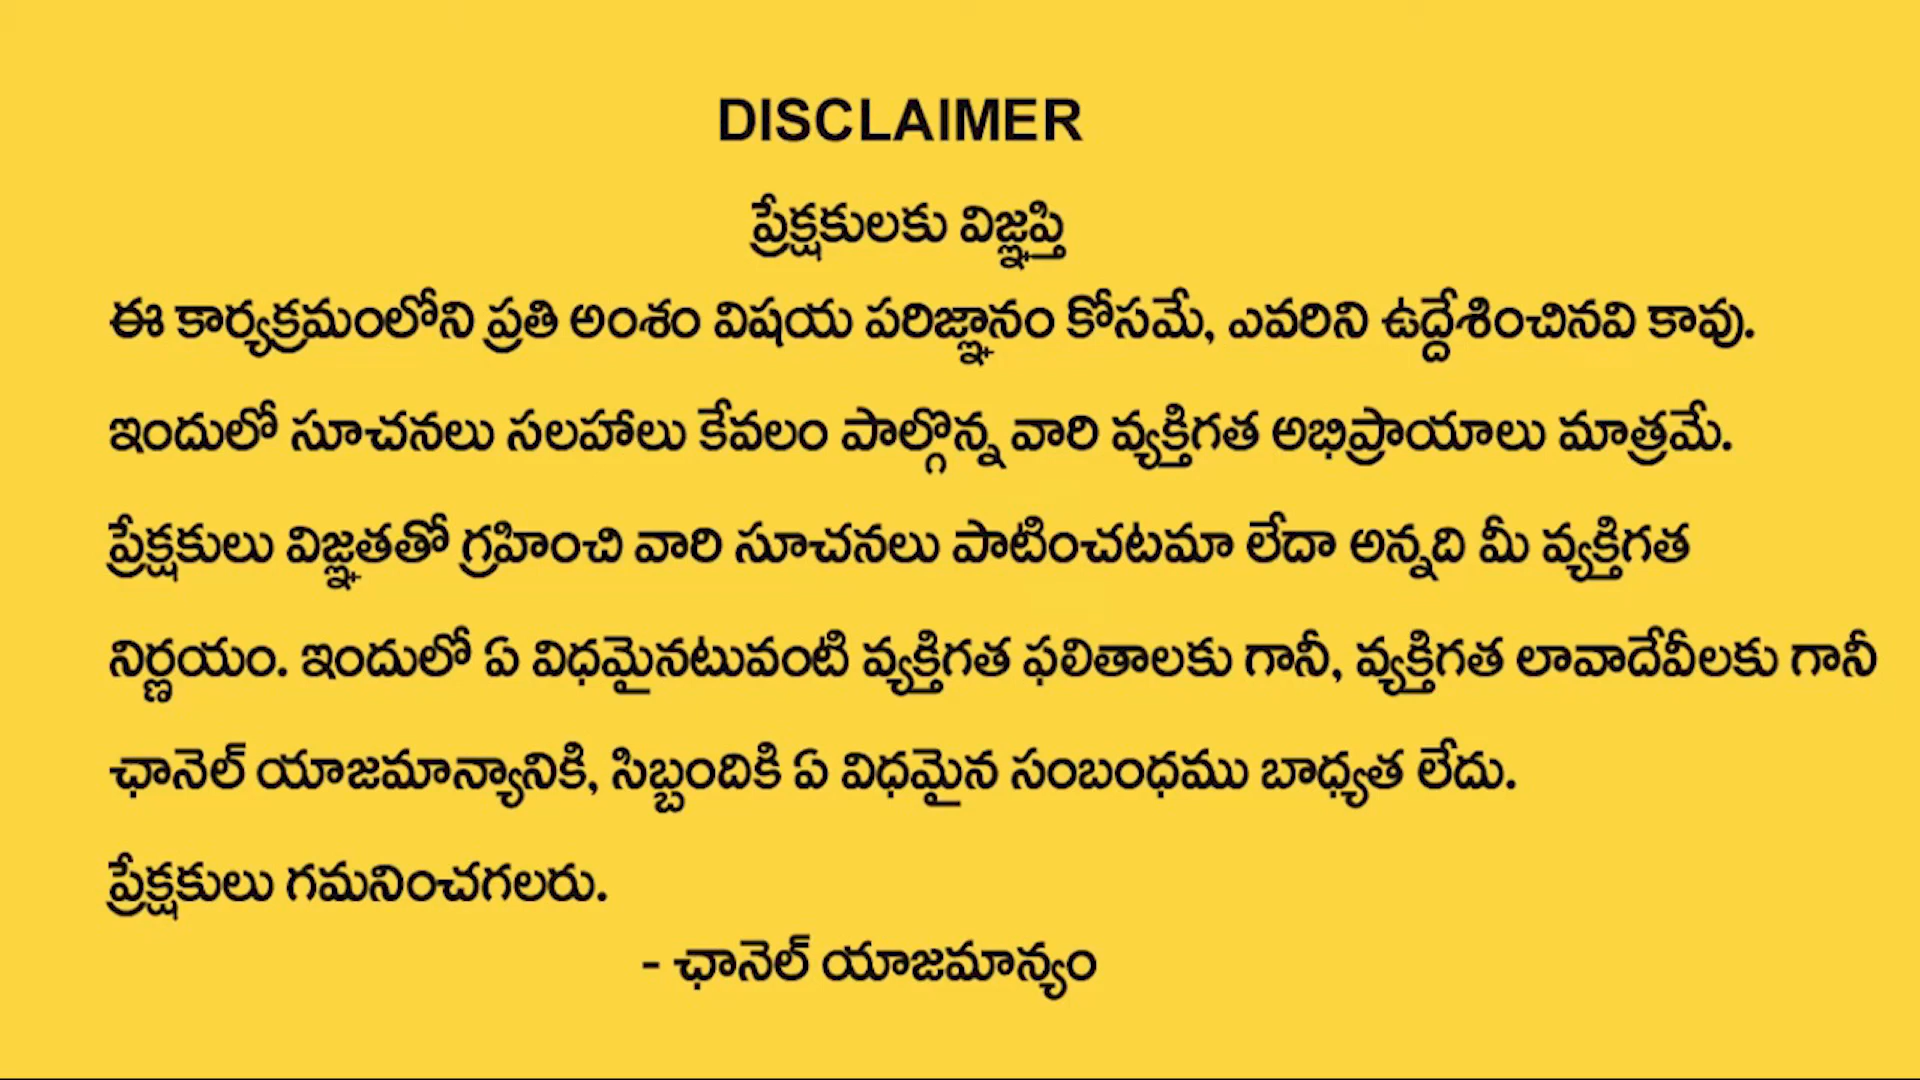 DISCLAIMER
ప్రేక్షకులకు విజ్ఞప్తి
ఈ కార్యక్రమంలోని ప్రతి అంశం విషయ పరిజ్ఞానం కోసమే, ఎవరిని ఉద్దేశించినవి కావు.
ఇందులో సూచనలు సలహాలు కేవలం పాల్గొన్న వారి వ్యక్తిగత అభిప్రాయాలు మాత్రమే.
ప్రేక్షకులు విజ్ఞతతో గ్రహించి వారి సూచనలు పాటించటమా లేదా అన్నది మీ వ్యక్తిగత
నిర్ణయం. ఇందులో ఏ విధమైనటువంటి వ్యక్తిగత ఫలితాలకు గానీ, వ్యక్తిగత లావాదేవీలకు గానీ
ఛానెల్ యాజమాన్యానికి, సిబ్బందికి ఏ విధమైన సంబంధము బాధ్యత లేదు.
ప్రేక్షకులు గమనించగలరు.
- ఛానెల్ యాజమాన్యం